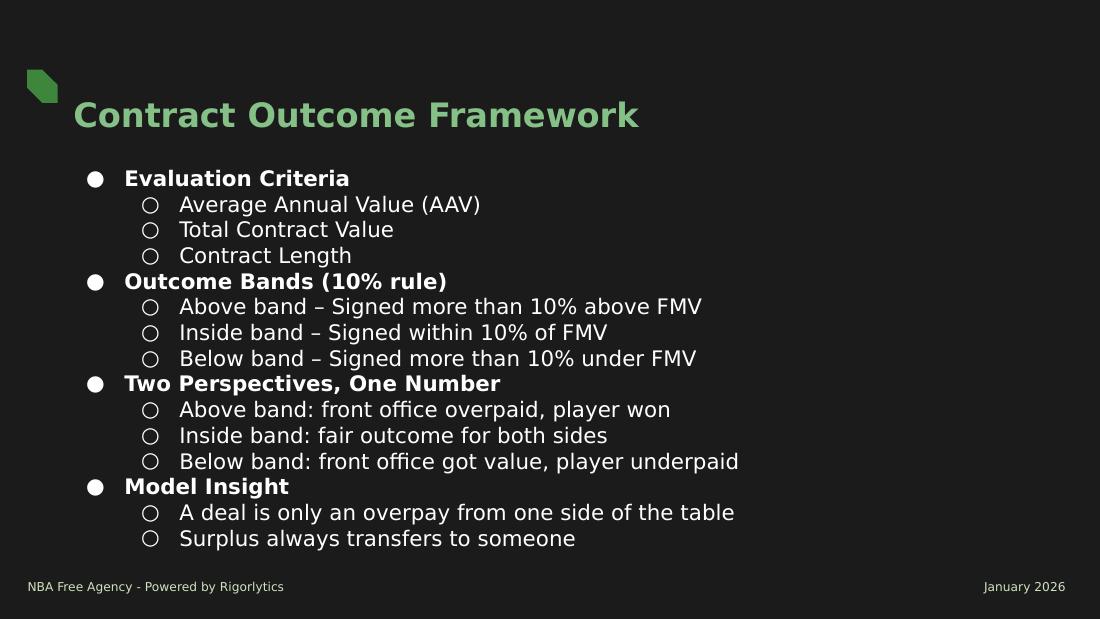 Contract Outcome Framework
● Evaluation Criteria
○ Average Annual Value (AAV)
○ Total Contract Value
○ Contract Length
● Outcome Bands (10% rule)
○ Above band – Signed more than 10% above FMV
○ Inside band – Signed within 10% of FMV
○ Below band – Signed more than 10% under FMV
● Two Perspectives, One Number
○ Above band: front office overpaid, player won
○ Inside band: fair outcome for both sides
○ Below band: front office got value, player underpaid
● Model Insight
○ A deal is only an overpay from one side of the table
○ Surplus always transfers to someone
NBA Free Agency - Powered by Rigorlytics
January 2026